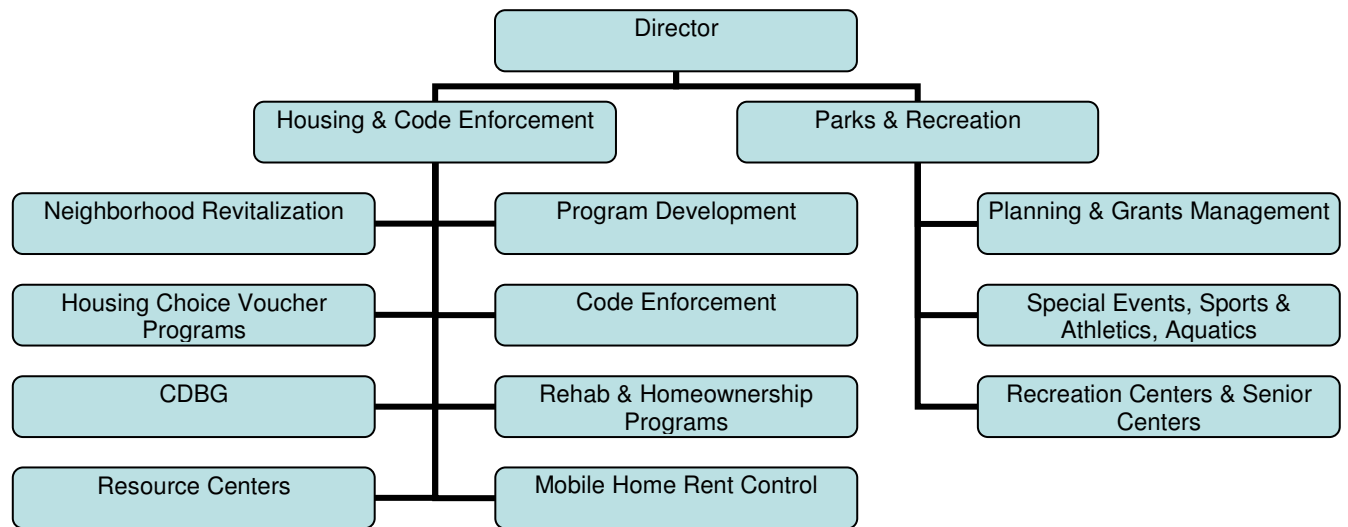 Director
Housing & Code Enforcement
Parks & Recreation
Neighborhood Revitalization
Program Development
Planning & Grants Management
Housing Choice Voucher
Programs
Code Enforcement
Special Events, Sports &
Athletics, Aquatics
CDBG
Rehab & Homeownership
Programs
Recreation Centers & Senior
Centers
Resource Centers
Mobile Home Rent Control